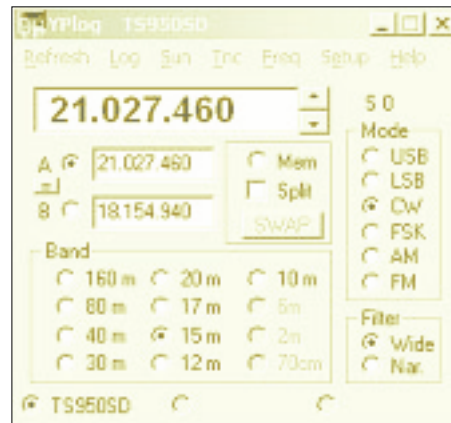 YPlog TS950SD
Refresh Log Sun Tnc Freq Setup Help
21.027.460
S 0
Mode
A 21.027.460
Mem
USB
=
Split
LSB
B 18.154.940
SWAP
CW
FSK
Band
AM
160 m 20 m 10 m
FM
80 m 17 m 6m
40 m 15 m 2m
Filter
30 m 12 m 70cm
Wide
Nar.
TS950SD